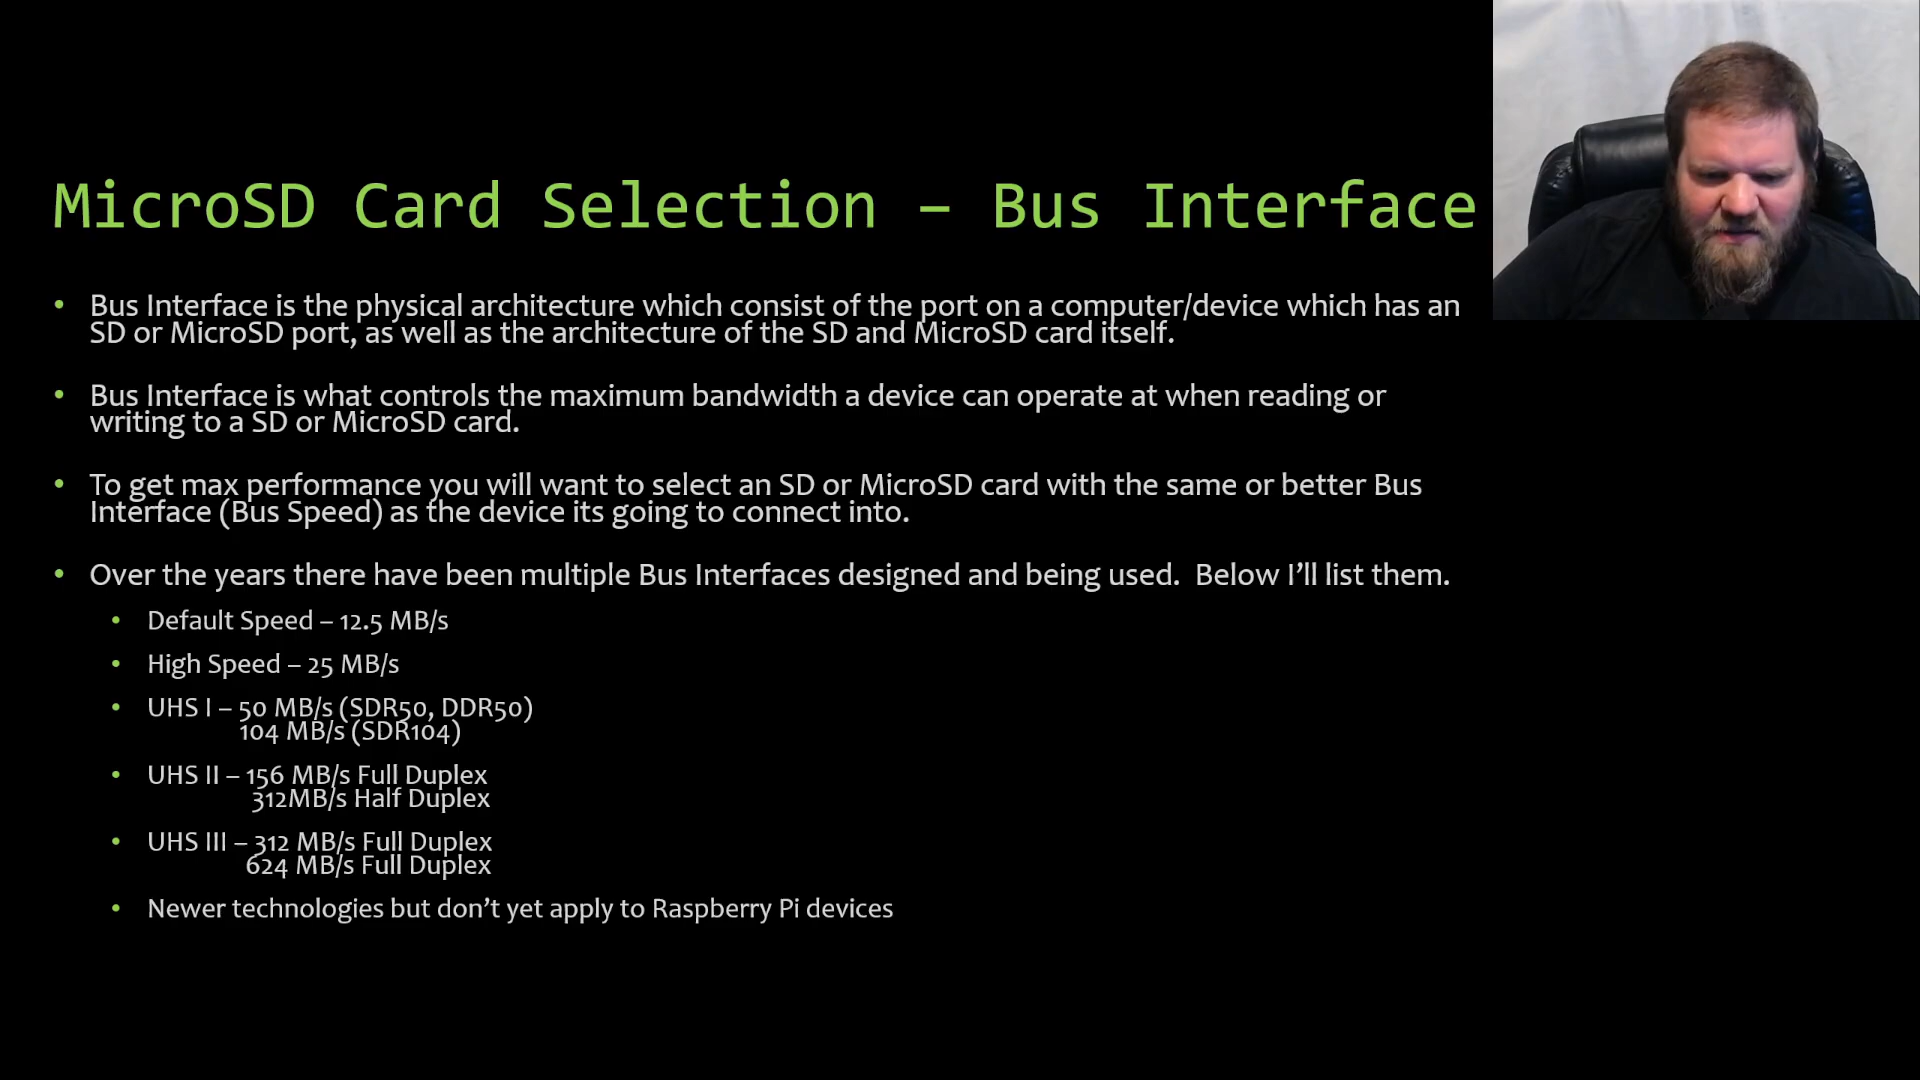 MicroSD Card Selection – Bus Interface
• Bus Interface is the physical architecture which consist of the port on a computer/device which has an
SD or MicroSD port, as well as the architecture of the SD and MicroSD card itself.
• Bus Interface is what controls the maximum bandwidth a device can operate at when reading or
writing to a SD or MicroSD card.
• To get max performance you will want to select an SD or MicroSD card with the same or better Bus
Interface (Bus Speed) as the device its going to connect into.
• Over the years there have been multiple Bus Interfaces designed and being used.  Below I’ll list them.
• Default Speed – 12.5 MB/s
• High Speed – 25 MB/s
• UHS I – 50 MB/s (SDR50, DDR50)
104 MB/s (SDR104)
• UHS II – 156 MB/s Full Duplex
312MB/s Half Duplex
• UHS III – 312 MB/s Full Duplex
624 MB/s Full Duplex
• Newer technologies but don’t yet apply to Raspberry Pi devices